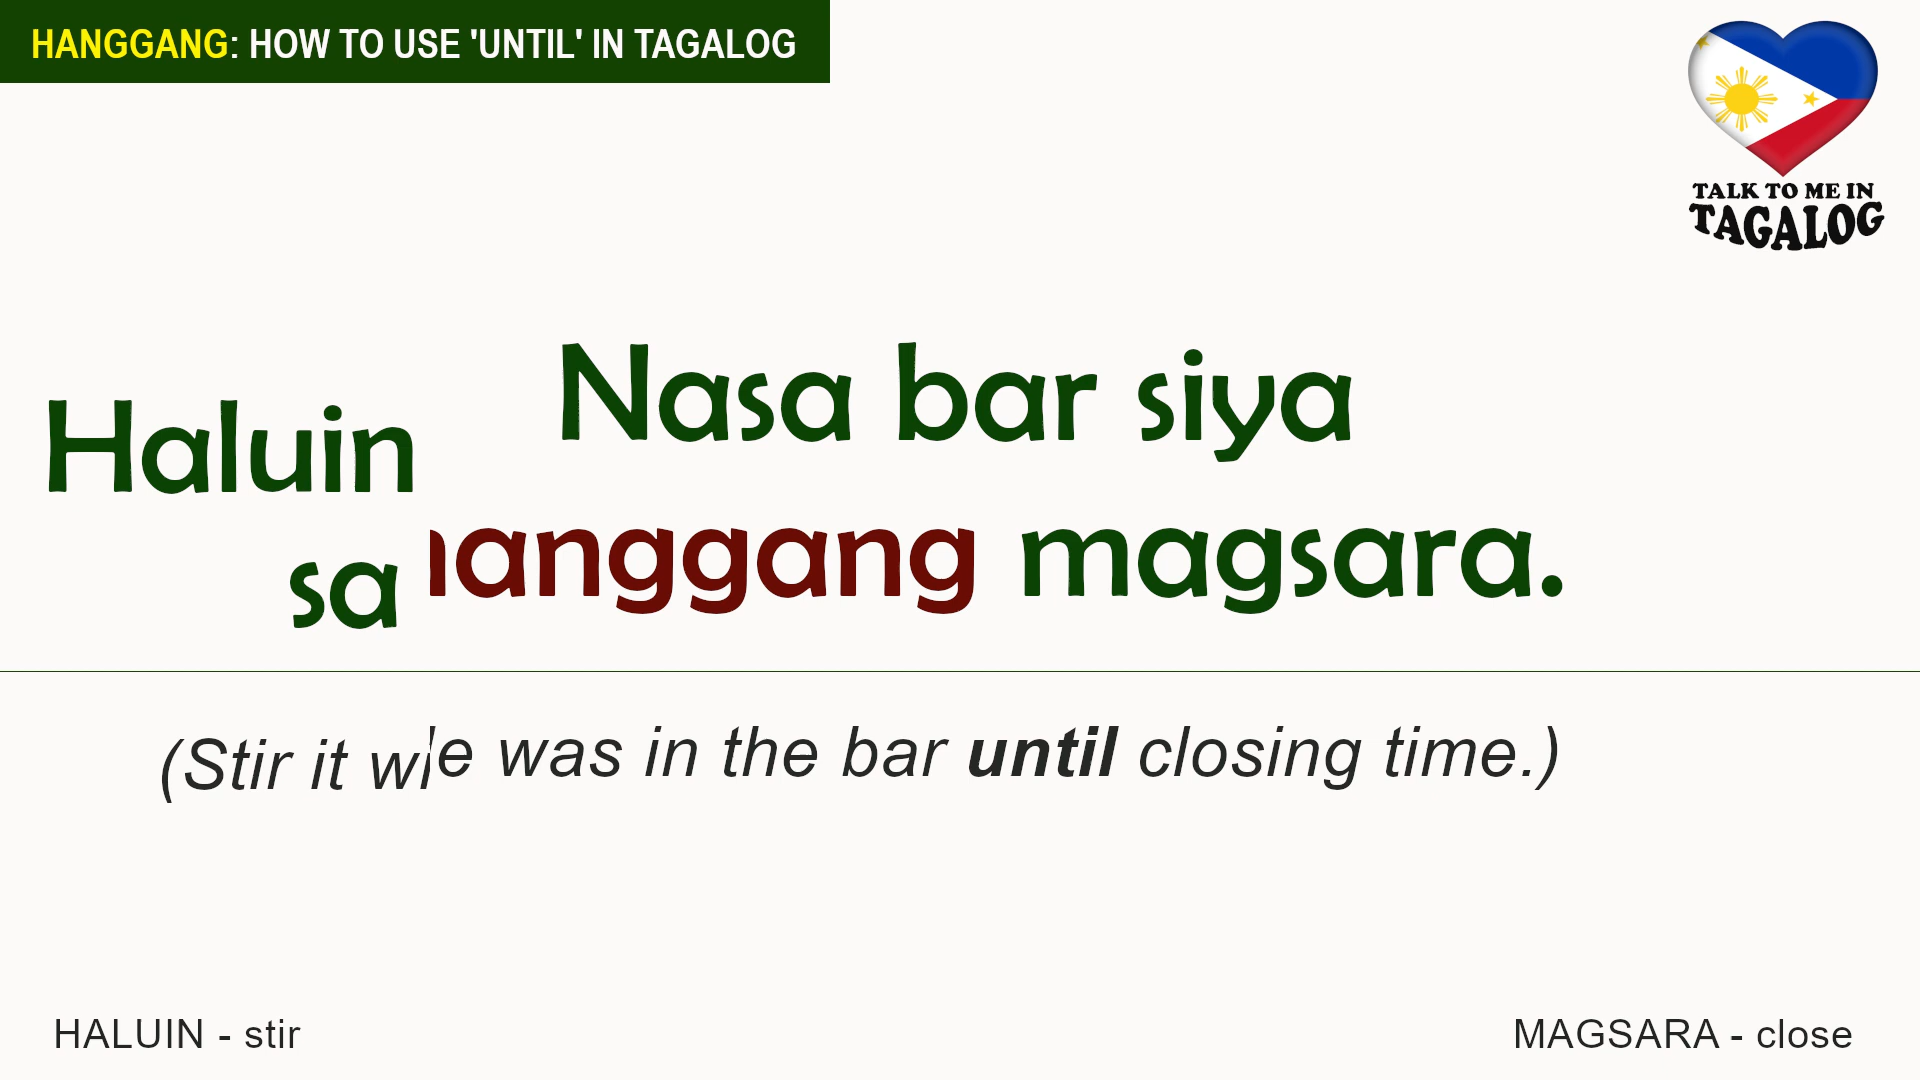 HANGGANG: HOW TO USE 'UNTIL' IN TAGALOG
TALK TO ME IN
TAGALOG
Nasa bar siya
Haluin
hanggang magsara.
sa
(Stir it
was in the bar until closing time.)
HALUIN - stir
MAGSARA - close